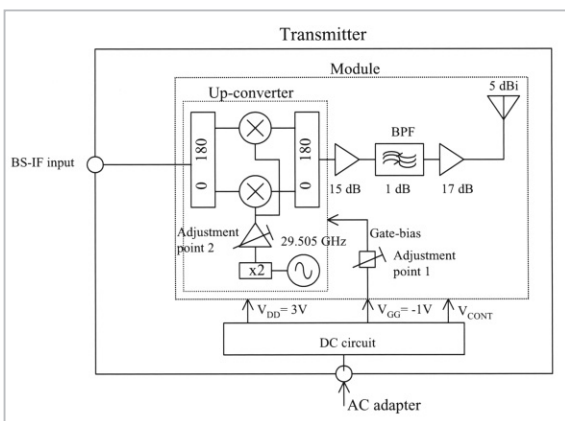 Transmitter
Module
5 dBi
Up-converter
180
180
BPF
BS-IF input
0
0
15 dB
1 dB
17 dB
Adjustment
point 2
29.505 GHz
Gate-bias
x2
Adjustment
point 1
VDD= 3V
VGG= -1V
VCONT
DC circuit
AC adapter